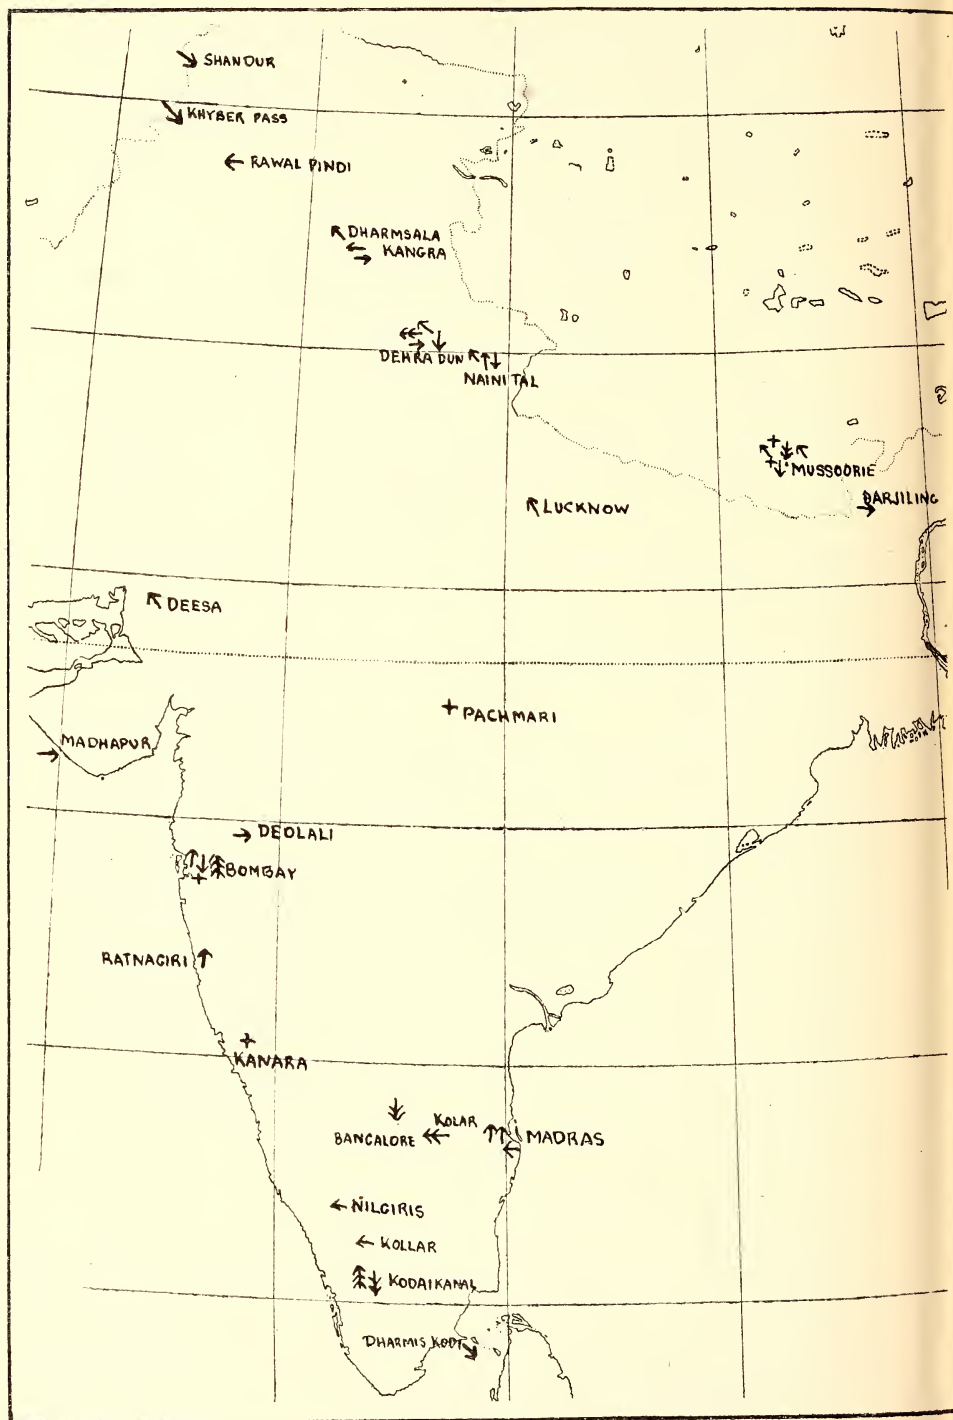 SHANDUR
KHYBER PASS
RAWAL PINDI
DHARMSALA
KANGRA
DEHRA DUN
NAINI TAL
MUSSOORIE
DARJILING
LUCKNOW
DEESA
PACHMARI
MADHAPUR
DEOLALI
BOMBAY
RATNAGIRI
KANARA
KOLAR
BANGALORE
MADRAS
NILGIRIS
KOLLAR
KODAIKANAL
DHARMIS KODI